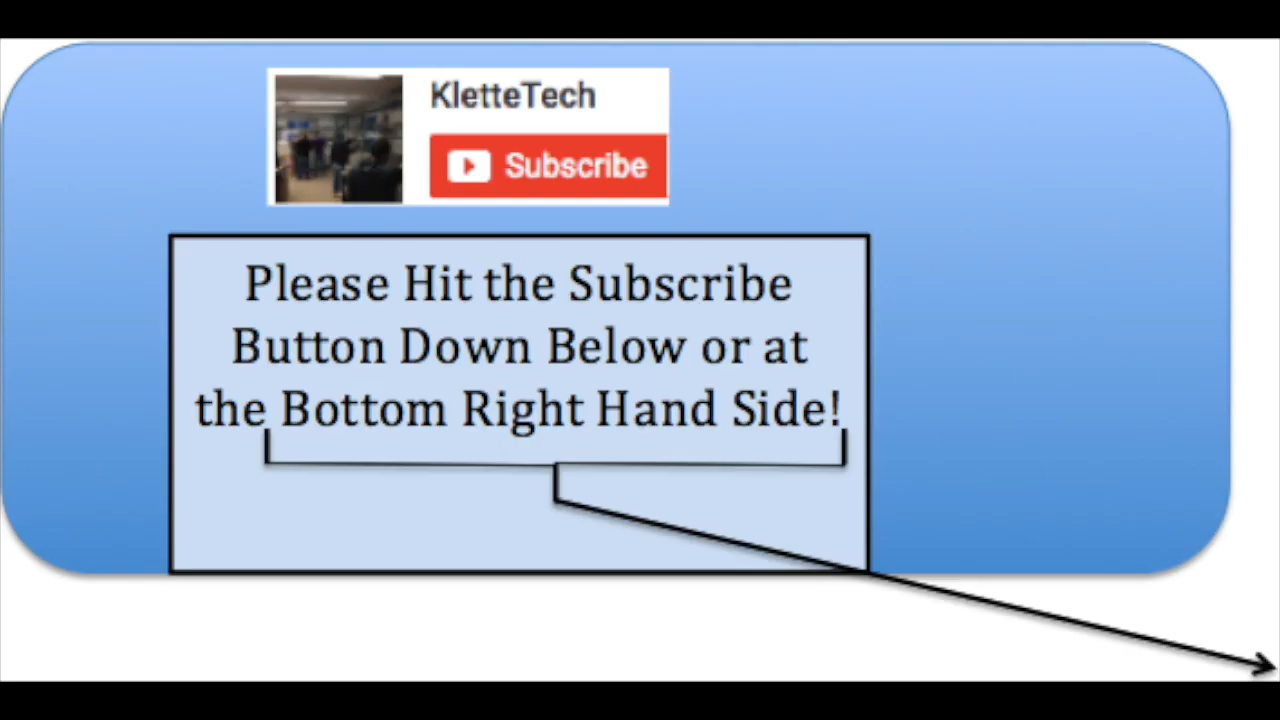 KletteTech
Subscribe
Please Hit the Subscribe
Button Down Below or at
the Bottom Right Hand Side!